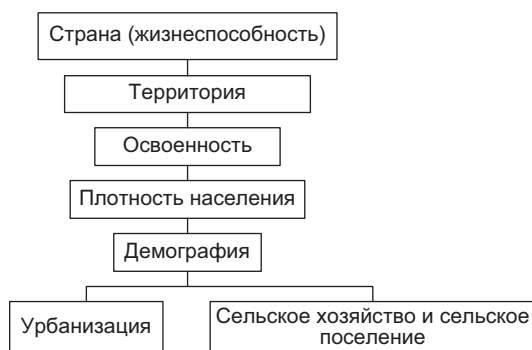 Страна (жизнеспособность)
Территория
Освоенность
Плотность населения
Демография
Урбанизация
Сельское хозяйство и сельское
поселение